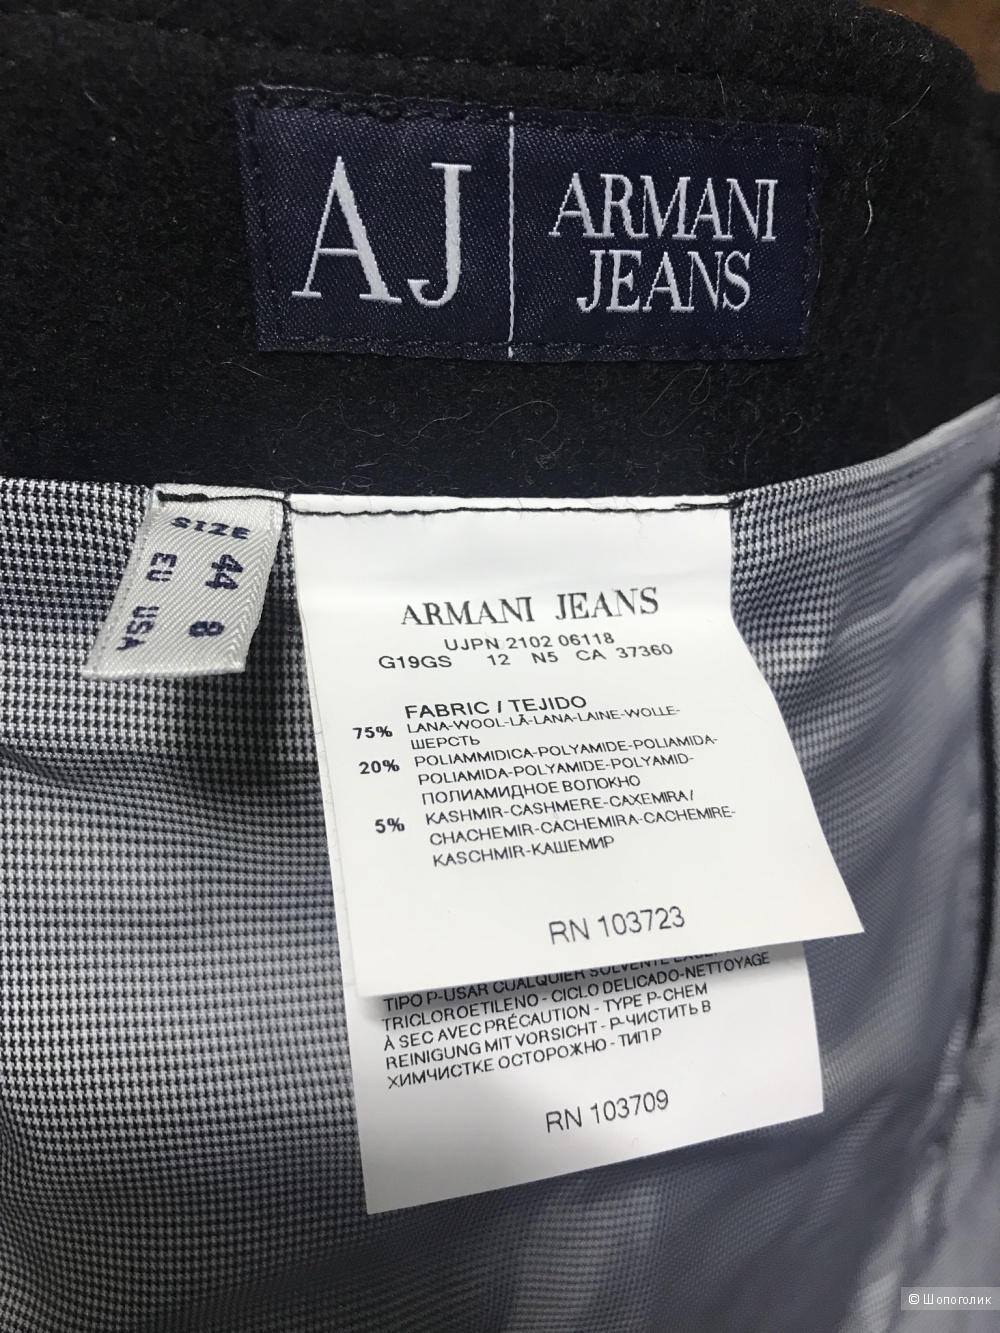 AJ
ARMANI
JEANS
SIZE
44 8
EU USA
ARMANI JEANS
UJPN 2102 06118
G19GS 12 N5 CA 37360
FABRIC / TEJIDO
75% LANA-WOOL-LÃ-LANA-LAINE-WOLLE-
ШЕРСТЬ
20% POLIAMMIDICA-POLYAMIDE-POLIAMIDA-
POLIAMIDA-POLYAMIDE-POLYAMID-
ПОЛИАМИДНОЕ ВОЛОКНО
5% KASHMIR-CASHMERE-CAXEMIRA/
CHACHEMIR-CACHEMIRA-CACHEMIRE-
KASCHMIR-КАШЕМИР
RN 103723
TIPO P-USAR CUALQUIER SOLVENTE
TRICLOROETILENO - CICLO DELICADO-NETTOYAGE
À SEC AVEC PRÉCAUTION - TYPE P-CHEM
REINIGUNG MIT VORSICHT - P-ЧИСТИТЬ В
ХИМЧИСТКЕ ОСТОРОЖНО - ТИП P
RN 103709
© Шопоголик